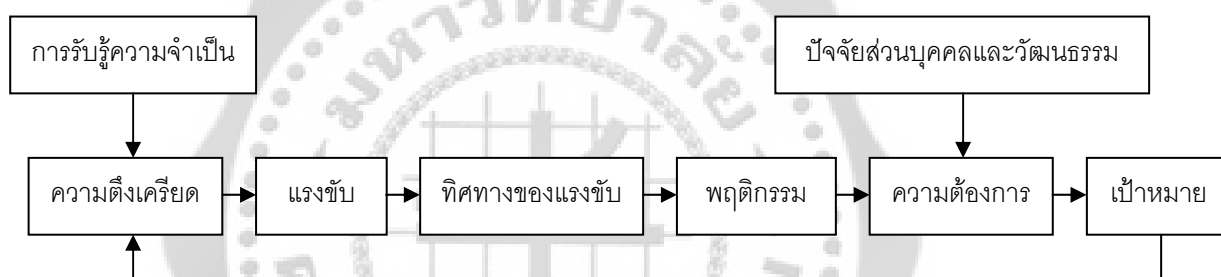 การรับรู้ความจำเป็น
ปัจจัยส่วนบุคคลและวัฒนธรรม
ความตึงเครียด
แรงขับ
ทิศทางของแรงขับ
พฤติกรรม
ความต้องการ
เป้าหมาย